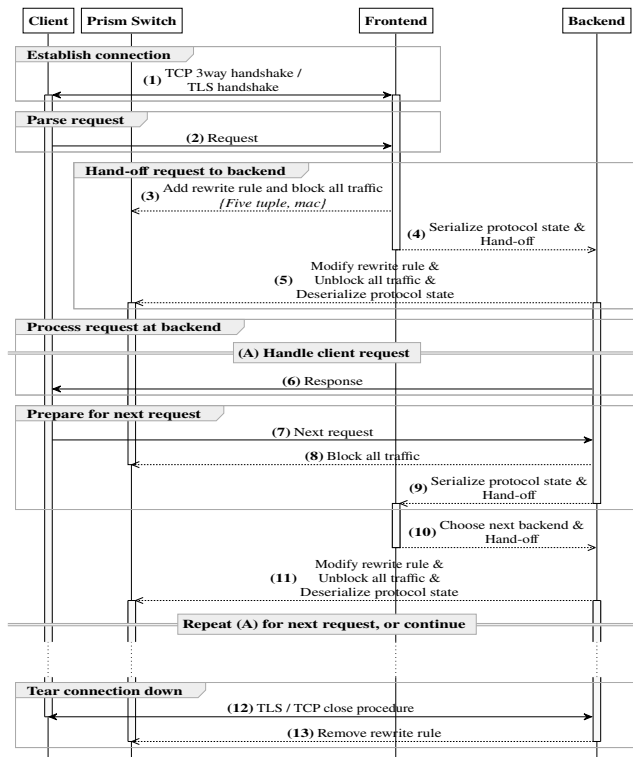 Client Prism Switch Frontend Backend
Establish connection
(1) TCP 3way handshake /
TLS handshake
Parse request
(2) Request
Hand-off request to backend
(3) Add rewrite rule and block all traffic
{Five tuple, mac}
(4) Serialize protocol state &
Hand-off
Modify rewrite rule &
(5) Unblock all traffic &
Deserialize protocol state
Process request at backend
(A) Handle client request
(6) Response
Prepare for next request
(7) Next request
(8) Block all traffic
(9) Serialize protocol state &
Hand-off
(10) Choose next backend &
Hand-off
Modify rewrite rule &
(11) Unblock all traffic &
Deserialize protocol state
Repeat (A) for next request, or continue
Tear connection down
(12) TLS / TCP close procedure
(13) Remove rewrite rule